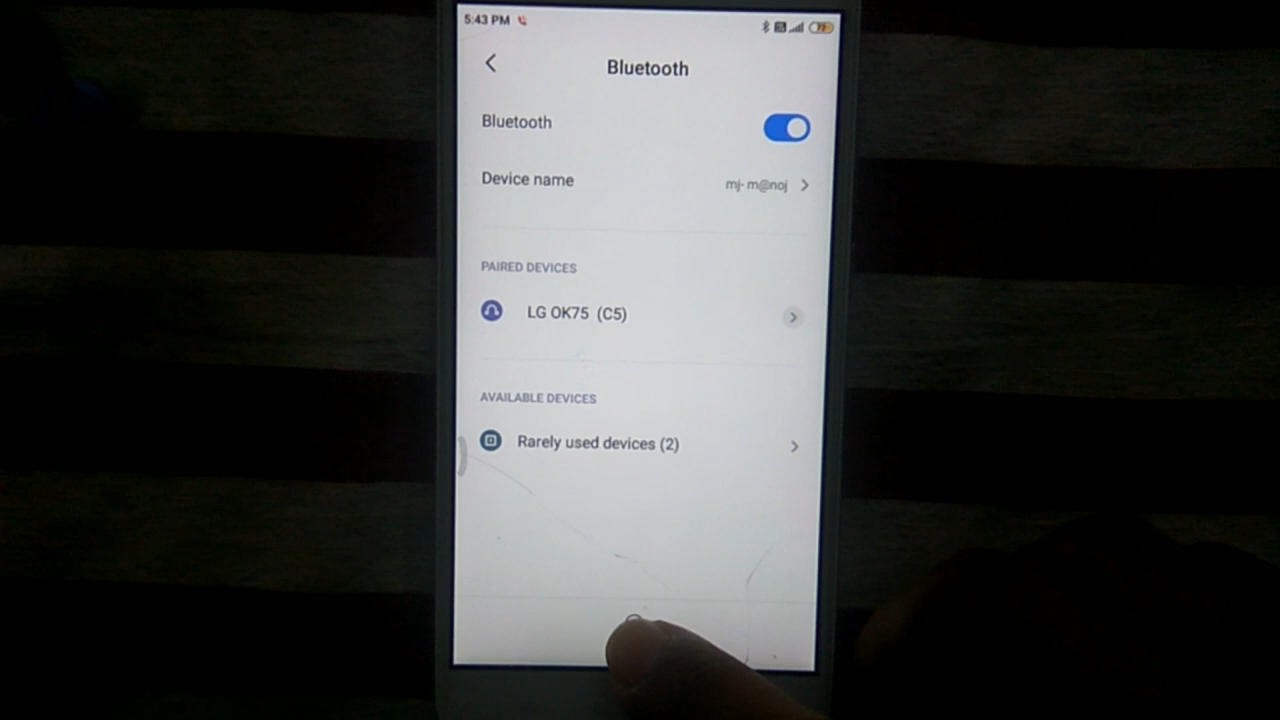 5:43 PM
Bluetooth
Bluetooth
Device name mj- m@noj
PAIRED DEVICES
LG OK75 (C5)
AVAILABLE DEVICES
Rarely used devices (2)